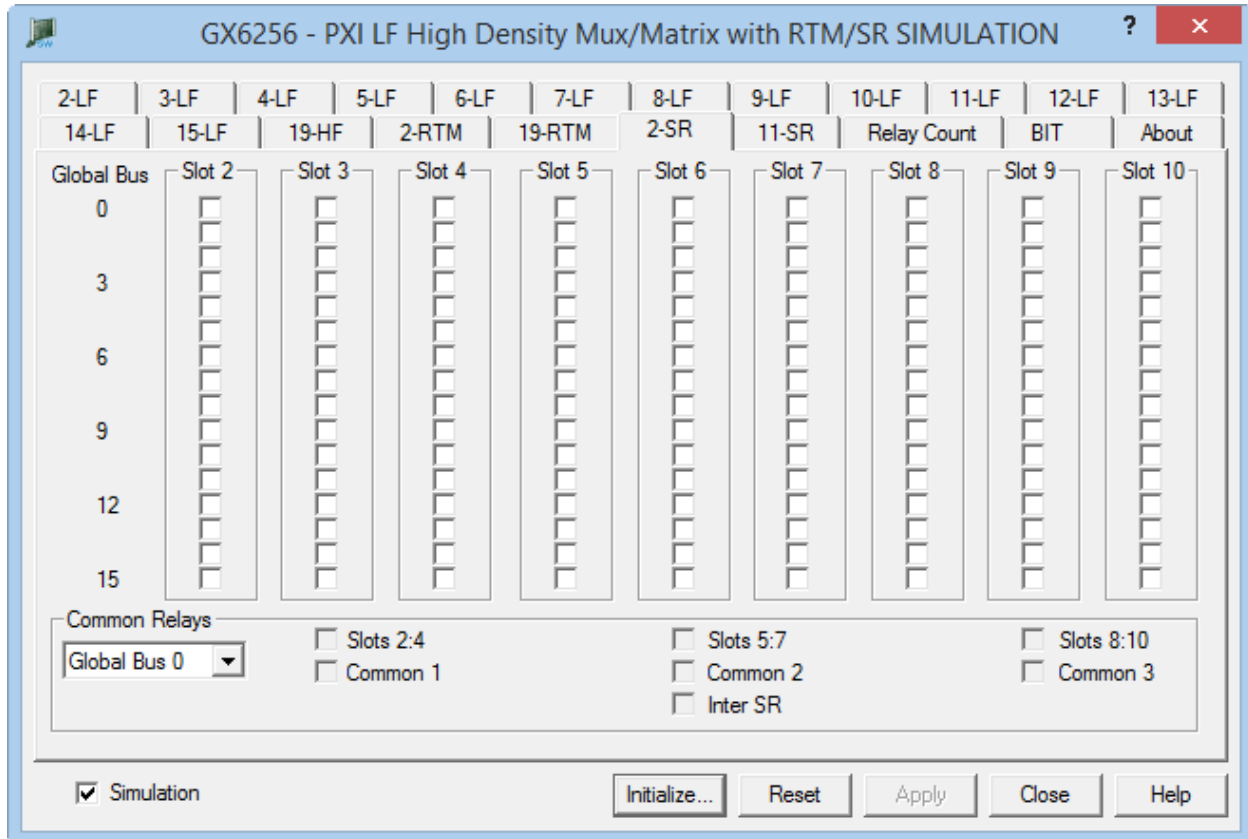 GX6256 - PXI LF High Density Mux/Matrix with RTM/SR SIMULATION ? ×
2-LF 3-LF 4-LF 5-LF 6-LF 7-LF 8-LF 9-LF 10-LF 11-LF 12-LF 13-LF
14-LF 15-LF 19-HF 2-RTM 19-RTM 2-SR 11-SR Relay Count BIT About
Global Bus Slot 2 Slot 3 Slot 4 Slot 5 Slot 6 Slot 7 Slot 8 Slot 9 Slot 10
0
3
6
9
12
15
Common Relays
Global Bus 0 Slots 2:4 Slots 5:7 Slots 8:10
Common 1 Common 2 Common 3
Inter SR
Simulation Initialize... Reset Apply Close Help